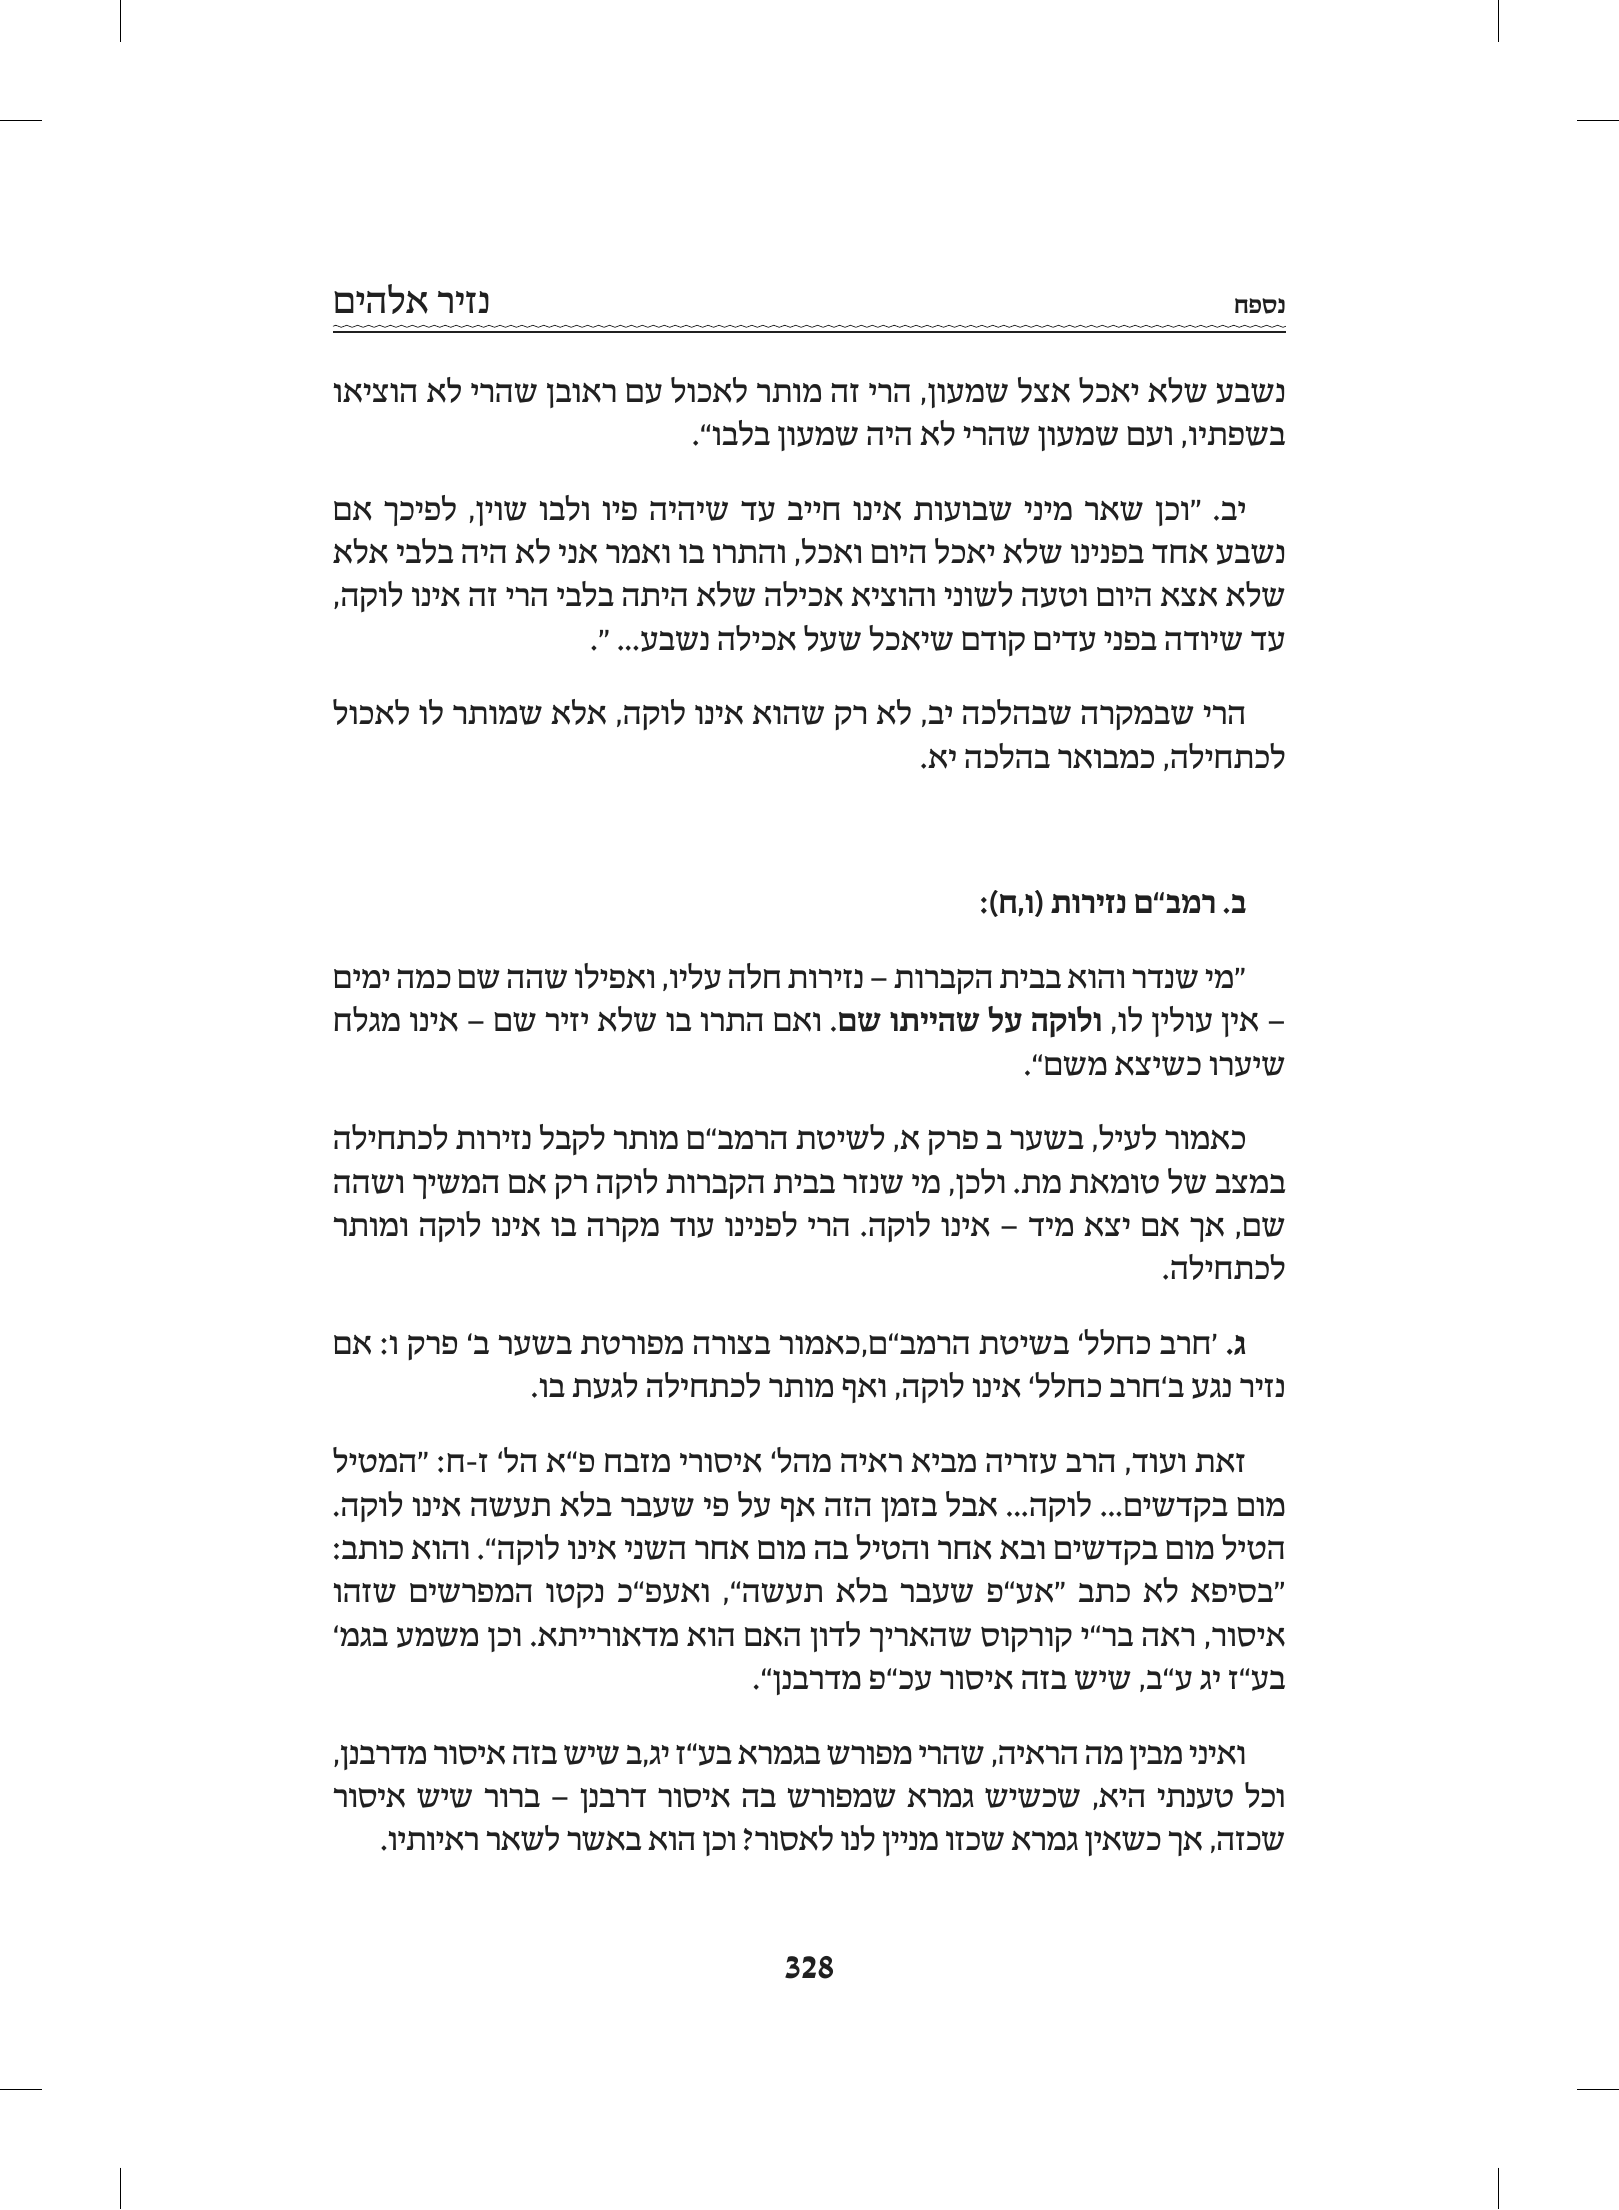 נספח
נזיר אלהים
נשבע שלא יאכל אצל שמעון, הרי זה מותר לאכול עם ראובן שהרי לא הוציאו
בשפתיו, ועם שמעון שהרי לא היה שמעון בלבו“.
יב. ”וכן שאר מיני שבועות אינו חייב עד שיהיה פיו ולבו שוין, לפיכך אם
נשבע אחד בפנינו שלא יאכל היום ואכל, והתרו בו ואמר אני לא היה בלבי אלא
שלא אצא היום וטעה לשוני והוציא אכילה שלא היתה בלבי הרי זה אינו לוקה,
עד שיודה בפני עדים קודם שיאכל שעל אכילה נשבע... ”.
הרי שבמקרה שבהלכה יב, לא רק שהוא אינו לוקה, אלא שמותר לו לאכול
לכתחילה, כמבואר בהלכה יא.
ב. רמב“ם נזירות (ו,ח):
”מי שנדר והוא בבית הקברות – נזירות חלה עליו, ואפילו שהה שם כמה ימים
– אין עולין לו, ולוקה על שהייתו שם. ואם התרו בו שלא יזיר שם – אינו מגלח
שיערו כשיצא משם“.
כאמור לעיל, בשער ב פרק א, לשיטת הרמב“ם מותר לקבל נזירות לכתחילה
במצב של טומאת מת. ולכן, מי שנזר בבית הקברות לוקה רק אם המשיך ושהה
שם, אך אם יצא מיד – אינו לוקה. הרי לפנינו עוד מקרה בו אינו לוקה ומותר
לכתחילה.
ג. ’חרב כחלל‘ בשיטת הרמב“ם,כאמור בצורה מפורטת בשער ב‘ פרק ו: אם
נזיר נגע ב‘חרב כחלל‘ אינו לוקה, ואף מותר לכתחילה לגעת בו.
זאת ועוד, הרב עזריה מביא ראיה מהל‘ איסורי מזבח פ“א הל‘ ז-ח: ”המטיל
מום בקדשים... לוקה... אבל בזמן הזה אף על פי שעבר בלא תעשה אינו לוקה.
הטיל מום בקדשים ובא אחר והטיל בה מום אחר השני אינו לוקה“. והוא כותב:
”בסיפא לא כתב ”אע“פ שעבר בלא תעשה“, ואעפ“כ נקטו המפרשים שזהו
איסור, ראה בר“י קורקוס שהאריך לדון האם הוא מדאורייתא. וכן משמע בגמ‘
בע“ז יג ע“ב, שיש בזה איסור עכ“פ מדרבנן“.
ואיני מבין מה הראיה, שהרי מפורש בגמרא בע“ז יג,ב שיש בזה איסור מדרבנן,
וכל טענתי היא, שכשיש גמרא שמפורש בה איסור דרבנן – ברור שיש איסור
שכזה, אך כשאין גמרא שכזו מניין לנו לאסור? וכן הוא באשר לשאר ראיותיו.
328